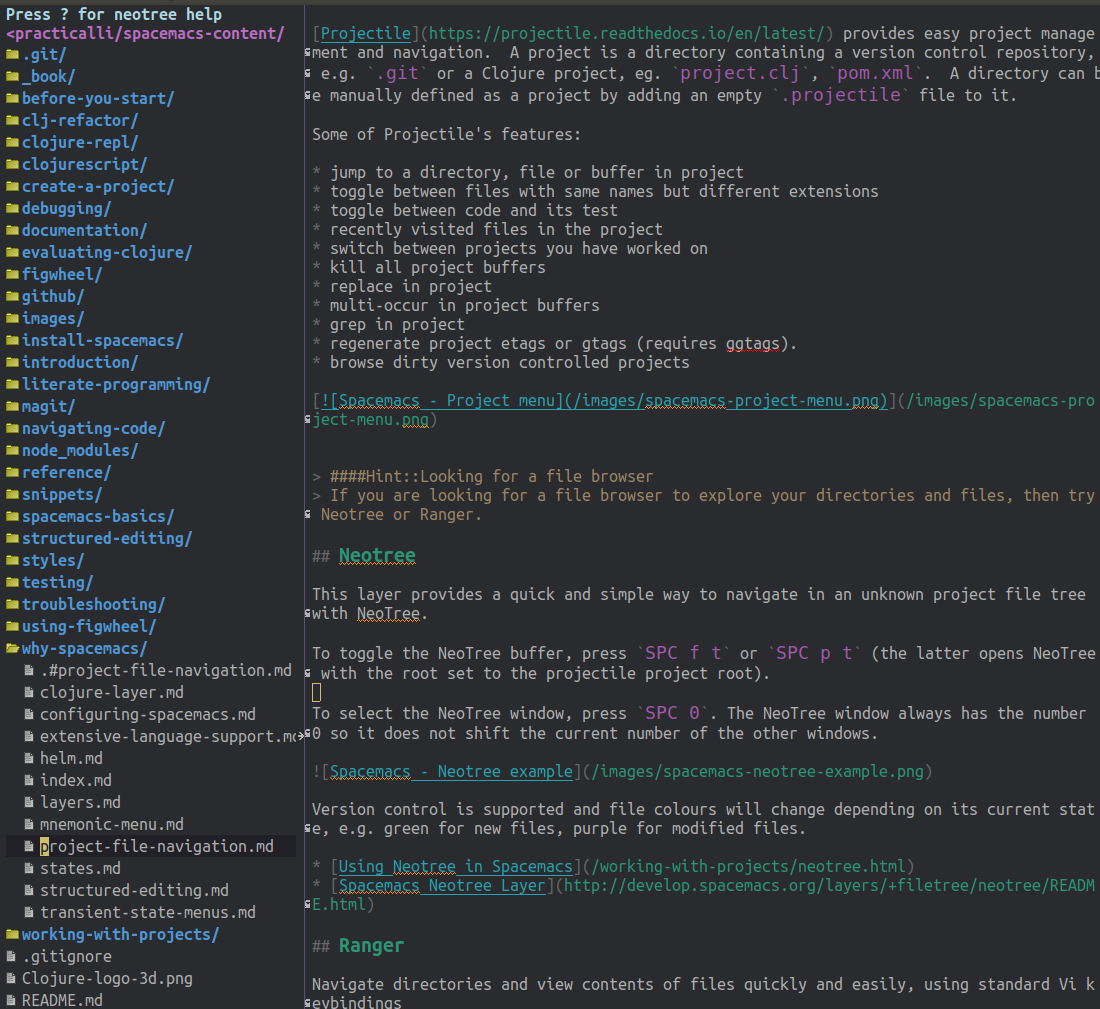 Press ? for neotree help
<practicalli/spacemacs-content/
.git/
_book/
before-you-start/
clj-refactor/
clojure-repl/
clojurescript/
create-a-project/
debugging/
documentation/
evaluating-clojure/
figwheel/
github/
images/
install-spacemacs/
introduction/
literate-programming/
magit/
navigating-code/
node_modules/
reference/
snippets/
spacemacs-basics/
structured-editing/
styles/
testing/
troubleshooting/
using-figwheel/
why-spacemacs/
.#project-file-navigation.md
clojure-layer.md
configuring-spacemacs.md
extensive-language-support.md
helm.md
index.md
layers.md
mnemonic-menu.md
project-file-navigation.md
states.md
structured-editing.md
transient-state-menus.md
working-with-projects/
.gitignore
Clojure-logo-3d.png
README.md
[Projectile](https://projectile.readthedocs.io/en/latest/) provides easy project manage
ment and navigation.  A project is a directory containing a version control repository,
 e.g. `.git` or a Clojure project, eg. `project.clj`, `pom.xml`.  A directory can b
e manually defined as a project by adding an empty `.projectile` file to it.
Some of Projectile's features:
* jump to a directory, file or buffer in project
* toggle between files with same names but different extensions
* toggle between code and its test
* recently visited files in the project
* switch between projects you have worked on
* kill all project buffers
* replace in project
* multi-occur in project buffers
* grep in project
* regenerate project etags or gtags (requires ggtags).
* browse dirty version controlled projects
[![Spacemacs - Project menu](/images/spacemacs-project-menu.png)](/images/spacemacs-pro
ject-menu.png)
> ####Hint::Looking for a file browser
> If you are looking for a file browser to explore your directories and files, then try
 Neotree or Ranger.
## Neotree
This layer provides a quick and simple way to navigate in an unknown project file tree
with NeoTree.
To toggle the NeoTree buffer, press `SPC f t` or `SPC p t` (the latter opens NeoTree
 with the root set to the projectile project root).
To select the NeoTree window, press `SPC 0`. The NeoTree window always has the number
0 so it does not shift the current number of the other windows.
![Spacemacs - Neotree example](/images/spacemacs-neotree-example.png)
Version control is supported and file colours will change depending on its current stat
e, e.g. green for new files, purple for modified files.
* [Using Neotree in Spacemacs](/working-with-projects/neotree.html)
* [Spacemacs Neotree Layer](http://develop.spacemacs.org/layers/+filetree/neotree/READM
E.html)
## Ranger
Navigate directories and view contents of files quickly and easily, using standard Vi k
eybindings